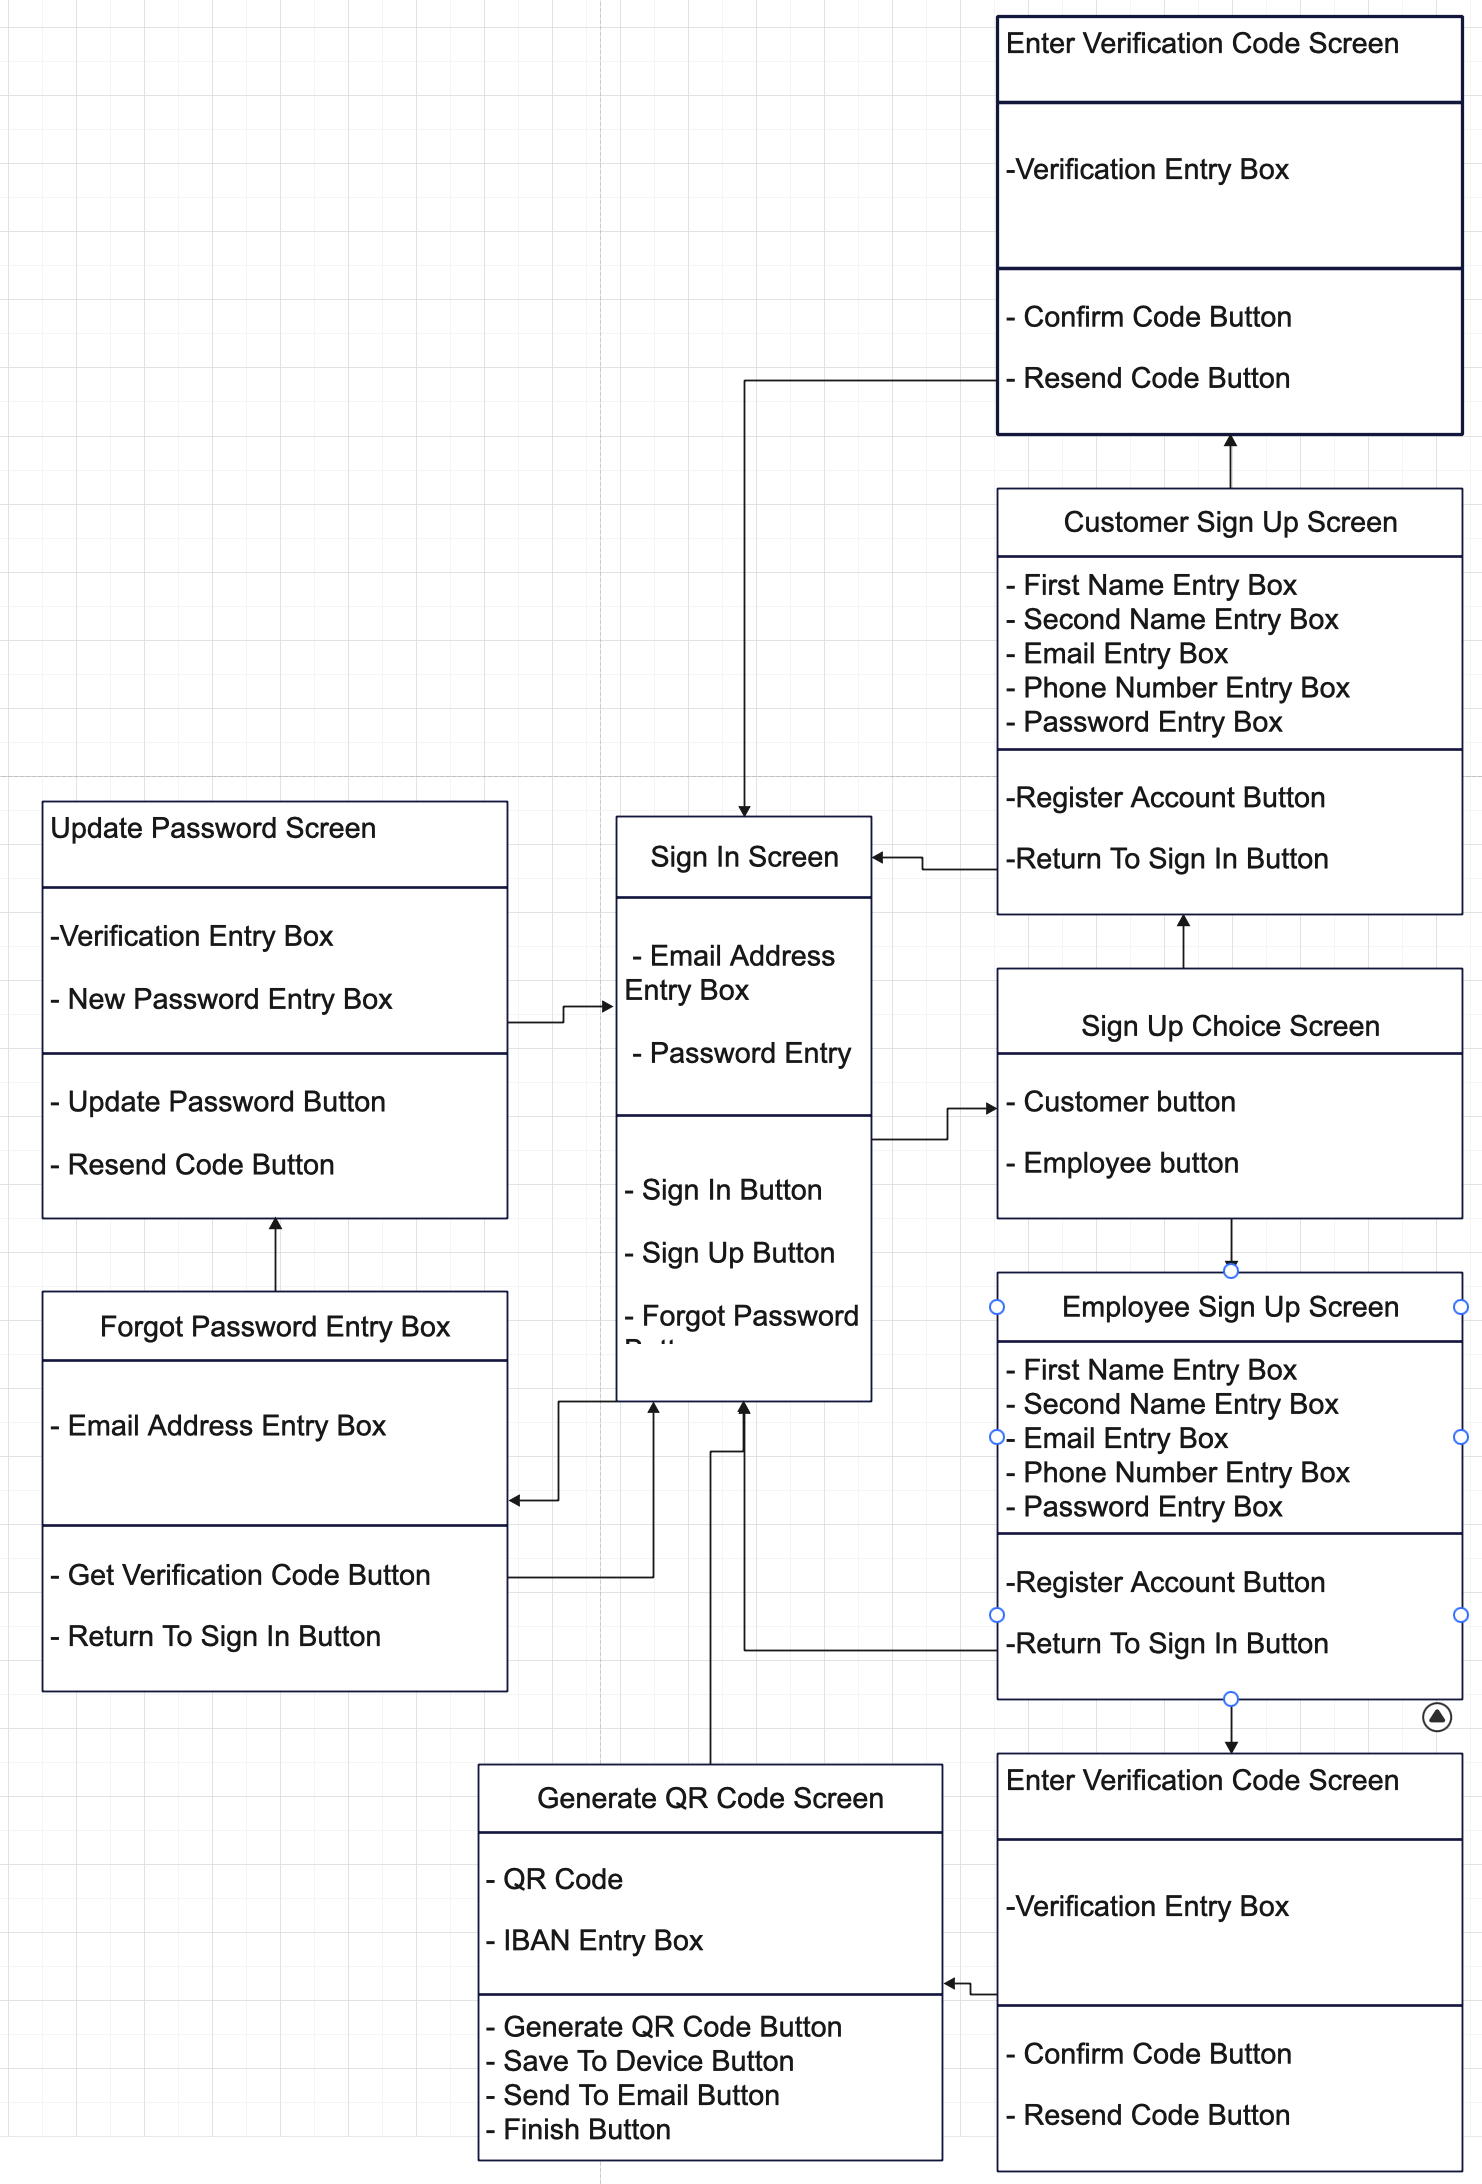 Enter Verification Code Screen
-Verification Entry Box
- Confirm Code Button
- Resend Code Button
Customer Sign Up Screen
- First Name Entry Box
- Second Name Entry Box
- Email Entry Box
- Phone Number Entry Box
- Password Entry Box
-Register Account Button
-Return To Sign In Button
Update Password Screen
-Verification Entry Box
- New Password Entry Box
- Update Password Button
- Resend Code Button
Sign In Screen
- Email Address
Entry Box
- Password Entry
- Sign In Button
- Sign Up Button
- Forgot Password
Sign Up Choice Screen
- Customer button
- Employee button
Forgot Password Entry Box
- Email Address Entry Box
- Get Verification Code Button
- Return To Sign In Button
Employee Sign Up Screen
- First Name Entry Box
- Second Name Entry Box
- Email Entry Box
- Phone Number Entry Box
- Password Entry Box
-Register Account Button
-Return To Sign In Button
Generate QR Code Screen
- QR Code
- IBAN Entry Box
- Generate QR Code Button
- Save To Device Button
- Send To Email Button
- Finish Button
Enter Verification Code Screen
-Verification Entry Box
- Confirm Code Button
- Resend Code Button